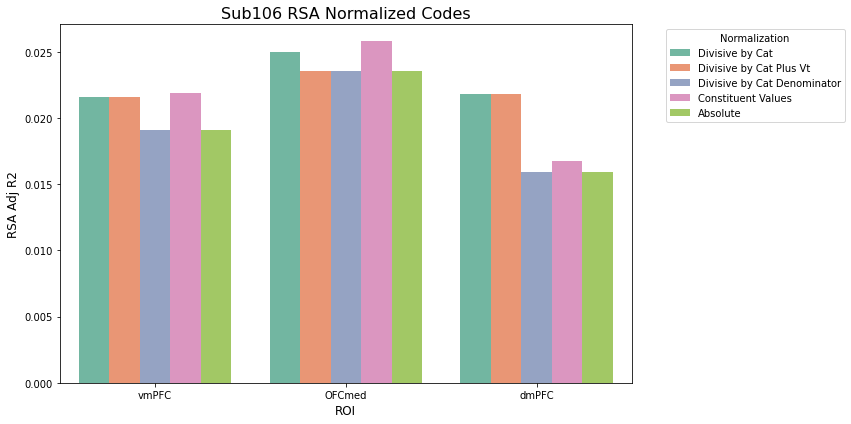 Sub106 RSA Normalized Codes
RSA Adj R2
0.025
0.020
0.015
0.010
0.005
0.000
vmPFC
OFCmed
dmPFC
ROI
Normalization
Divisive by Cat
Divisive by Cat Plus Vt
Divisive by Cat Denominator
Constituent Values
Absolute